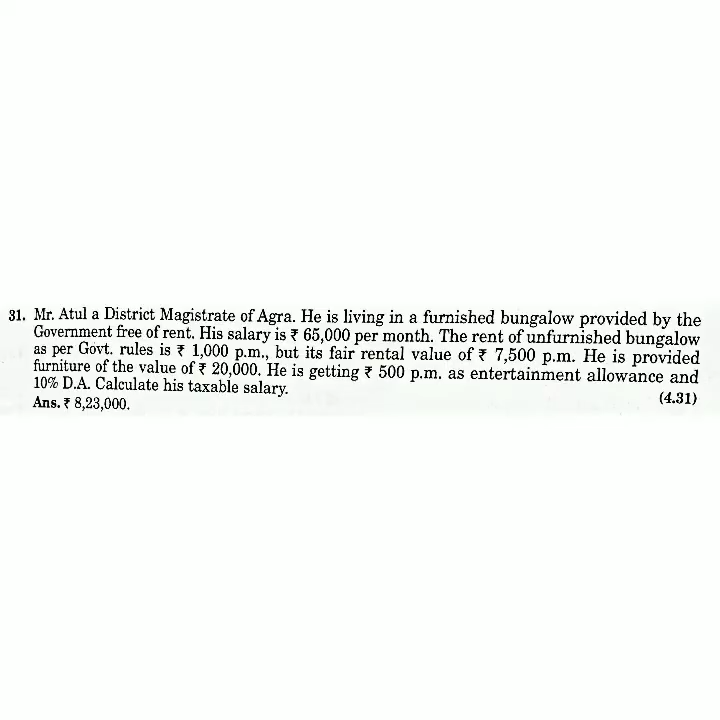 31. Mr. Atul a District Magistrate of Agra. He is living in a furnished bungalow provided by the
Government free of rent. His salary is ₹ 65,000 per month. The rent of unfurnished bungalow
as per Govt. rules is ₹ 1,000 p.m., but its fair rental value of ₹ 7,500 p.m. He is provided
furniture of the value of ₹ 20,000. He is getting ₹ 500 p.m. as entertainment allowance and
10% D.A. Calculate his taxable salary. (4.31)
Ans. ₹ 8,23,000.